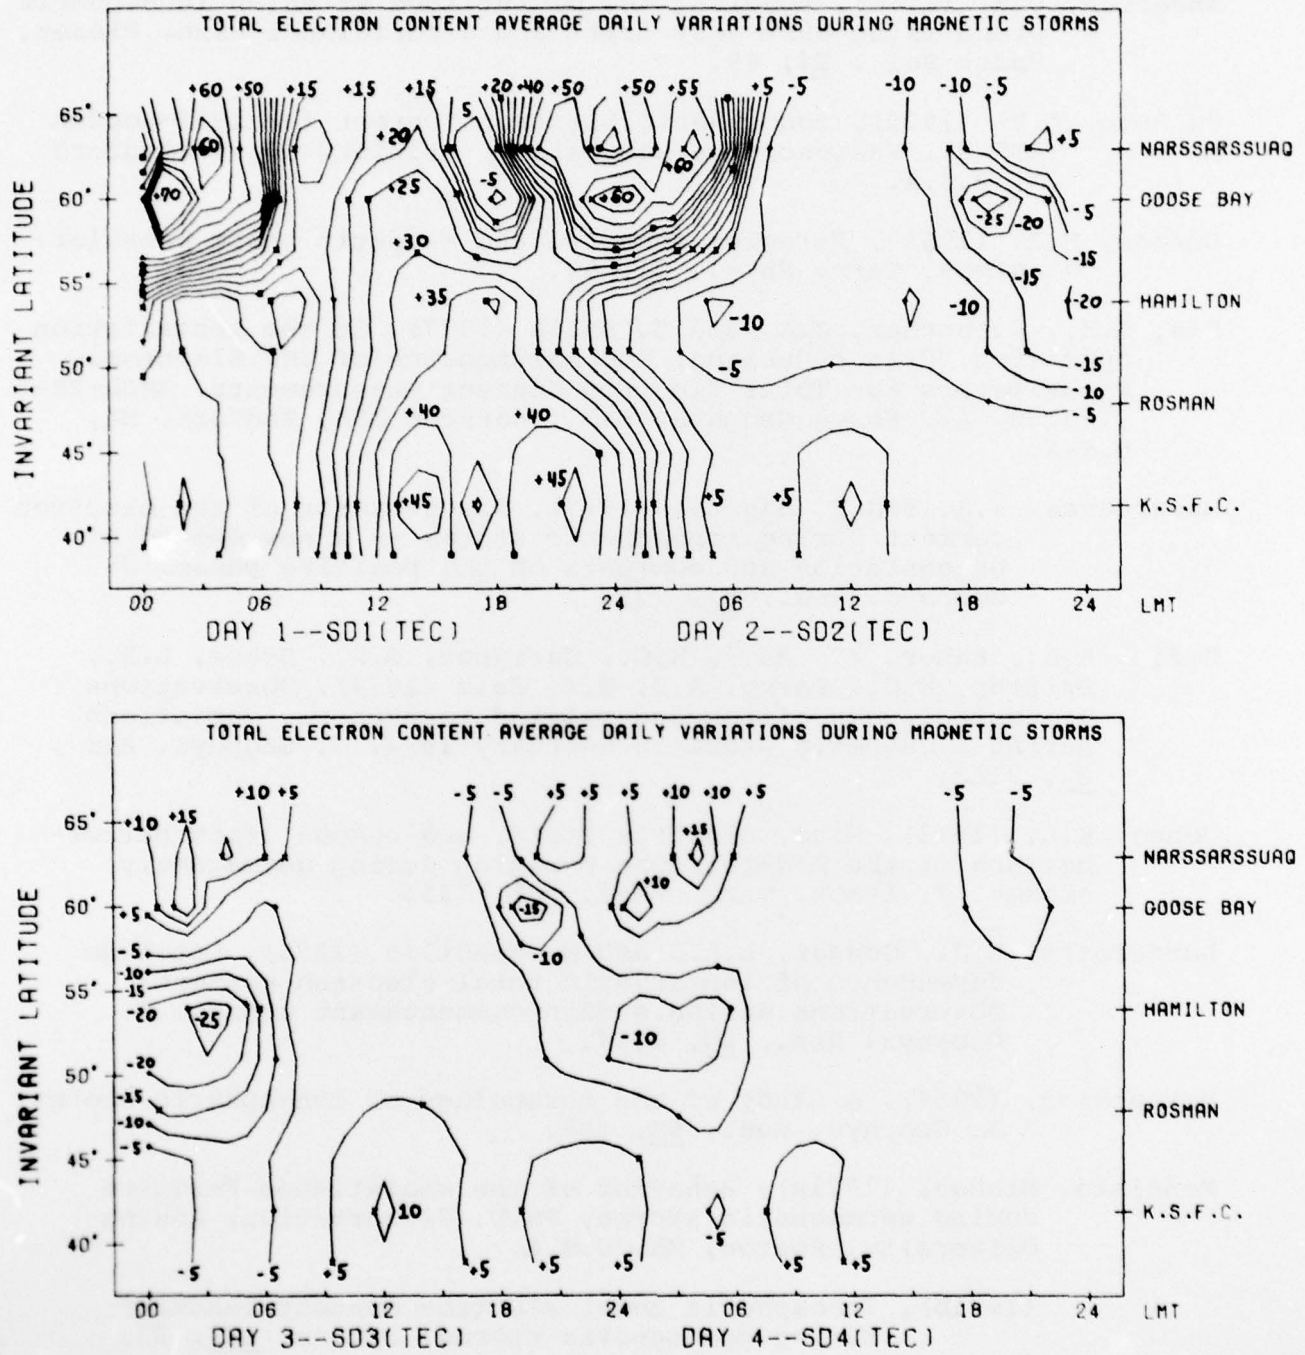 TOTAL ELECTRON CONTENT AVERAGE DAILY VARIATIONS DURING MAGNETIC STORMS
+60 +50 +15 +15 +15 +20 +40 +50 +50 +55 +5 -5 -10 -10 -5
65°
+20
5
60
+60
+5
NARSSARSSUAQ
60°
+70
+25
-5
+60
-25
-20
-5
GOOSE BAY
+30
-15
55°
+35
-10
-10
-15
-20
HAMILTON
50°
-5
-15
-10
-5
ROSMAN
+40
+40
45°
+45
+45
+5
+5
K.S.F.C.
40°
INVARIANT LATITUDE
00 06 12 18 24 06 12 18 24 LMT
DAY 1--SD1(TEC) DAY 2--SD2(TEC)
TOTAL ELECTRON CONTENT AVERAGE DAILY VARIATIONS DURING MAGNETIC STORMS
+10 +5 -5 -5 +5 +5 +5 +10 +10 +5 -5 -5
65°
+10
+15
+15
NARSSARSSUAQ
+10
60°
+5
-15
GOOSE BAY
-5
-10
-10
55°
-15
-20
-25
-10
HAMILTON
-20
50°
-15
-10
-5
ROSMAN
45°
10
-5
K.S.F.C.
40°
-5 -5 +5 +5 +5 +5 +5 +5
INVARIANT LATITUDE
00 06 12 18 24 06 12 18 24 LMT
DAY 3--SD3(TEC) DAY 4--SD4(TEC)